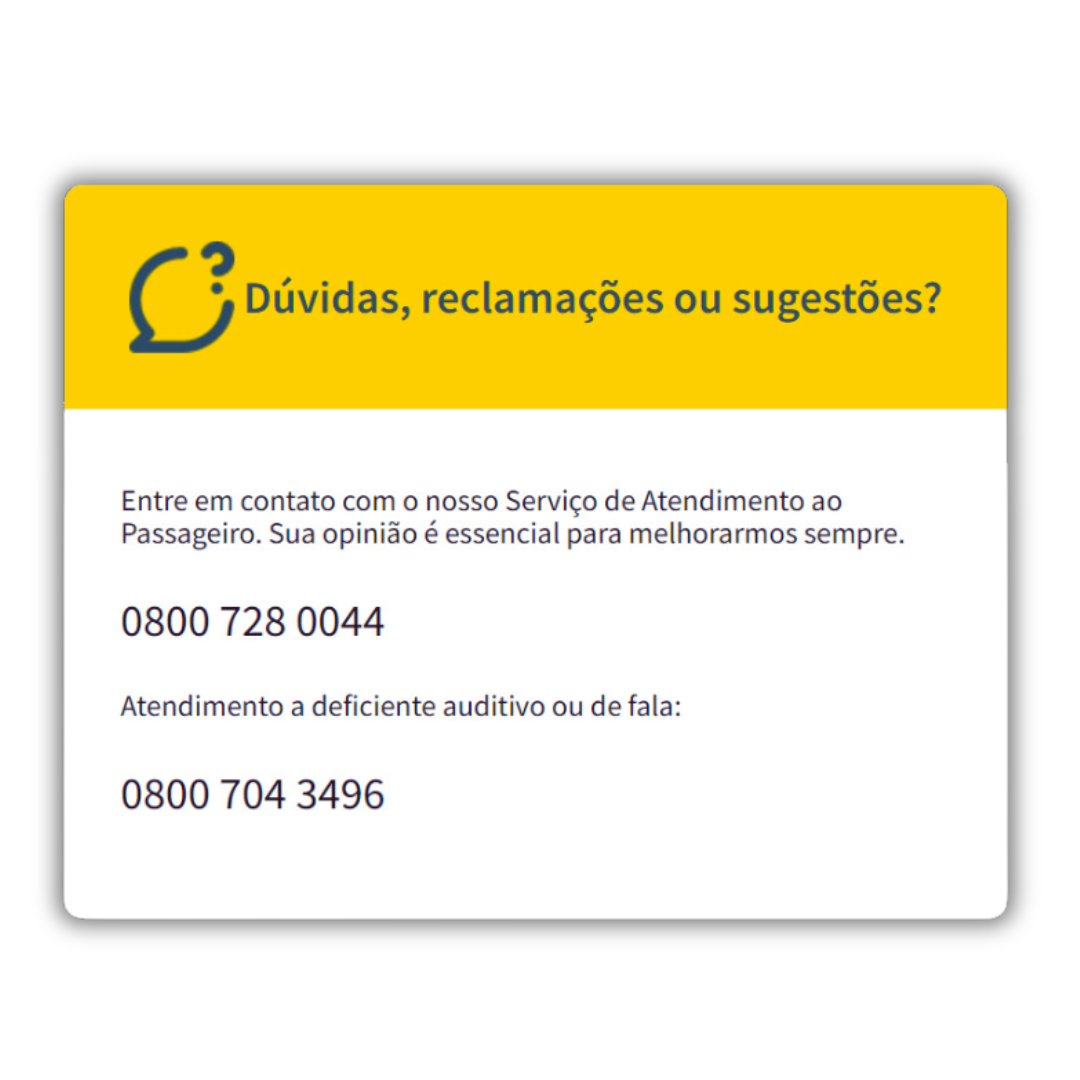 Dúvidas, reclamações ou sugestões?
Entre em contato com o nosso Serviço de Atendimento ao
Passageiro. Sua opinião é essencial para melhorarmos sempre.
0800 728 0044
Atendimento a deficiente auditivo ou de fala:
0800 704 3496